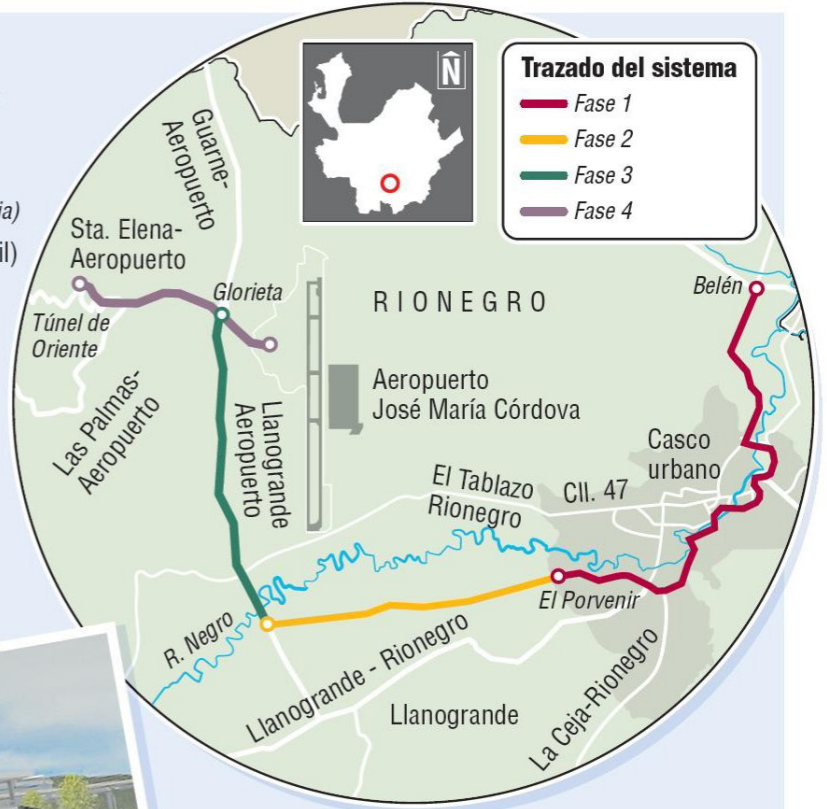 ia)
il)
N
Trazado del sistema
Fase 1
Fase 2
Fase 3
Fase 4
Guarne-
Aeropuerto
Sta. Elena-
Aeropuerto
Glorieta
Túnel de
Oriente
RIONEGRO
Belén
Las Palmas-
Aeropuerto
Llanogrande
Aeropuerto
Aeropuerto
José María Córdova
Casco
urbano
El Tablazo
Rionegro
Cll. 47
El Porvenir
R. Negro
Llanogrande - Rionegro
Llanogrande
La Ceja-Rionegro